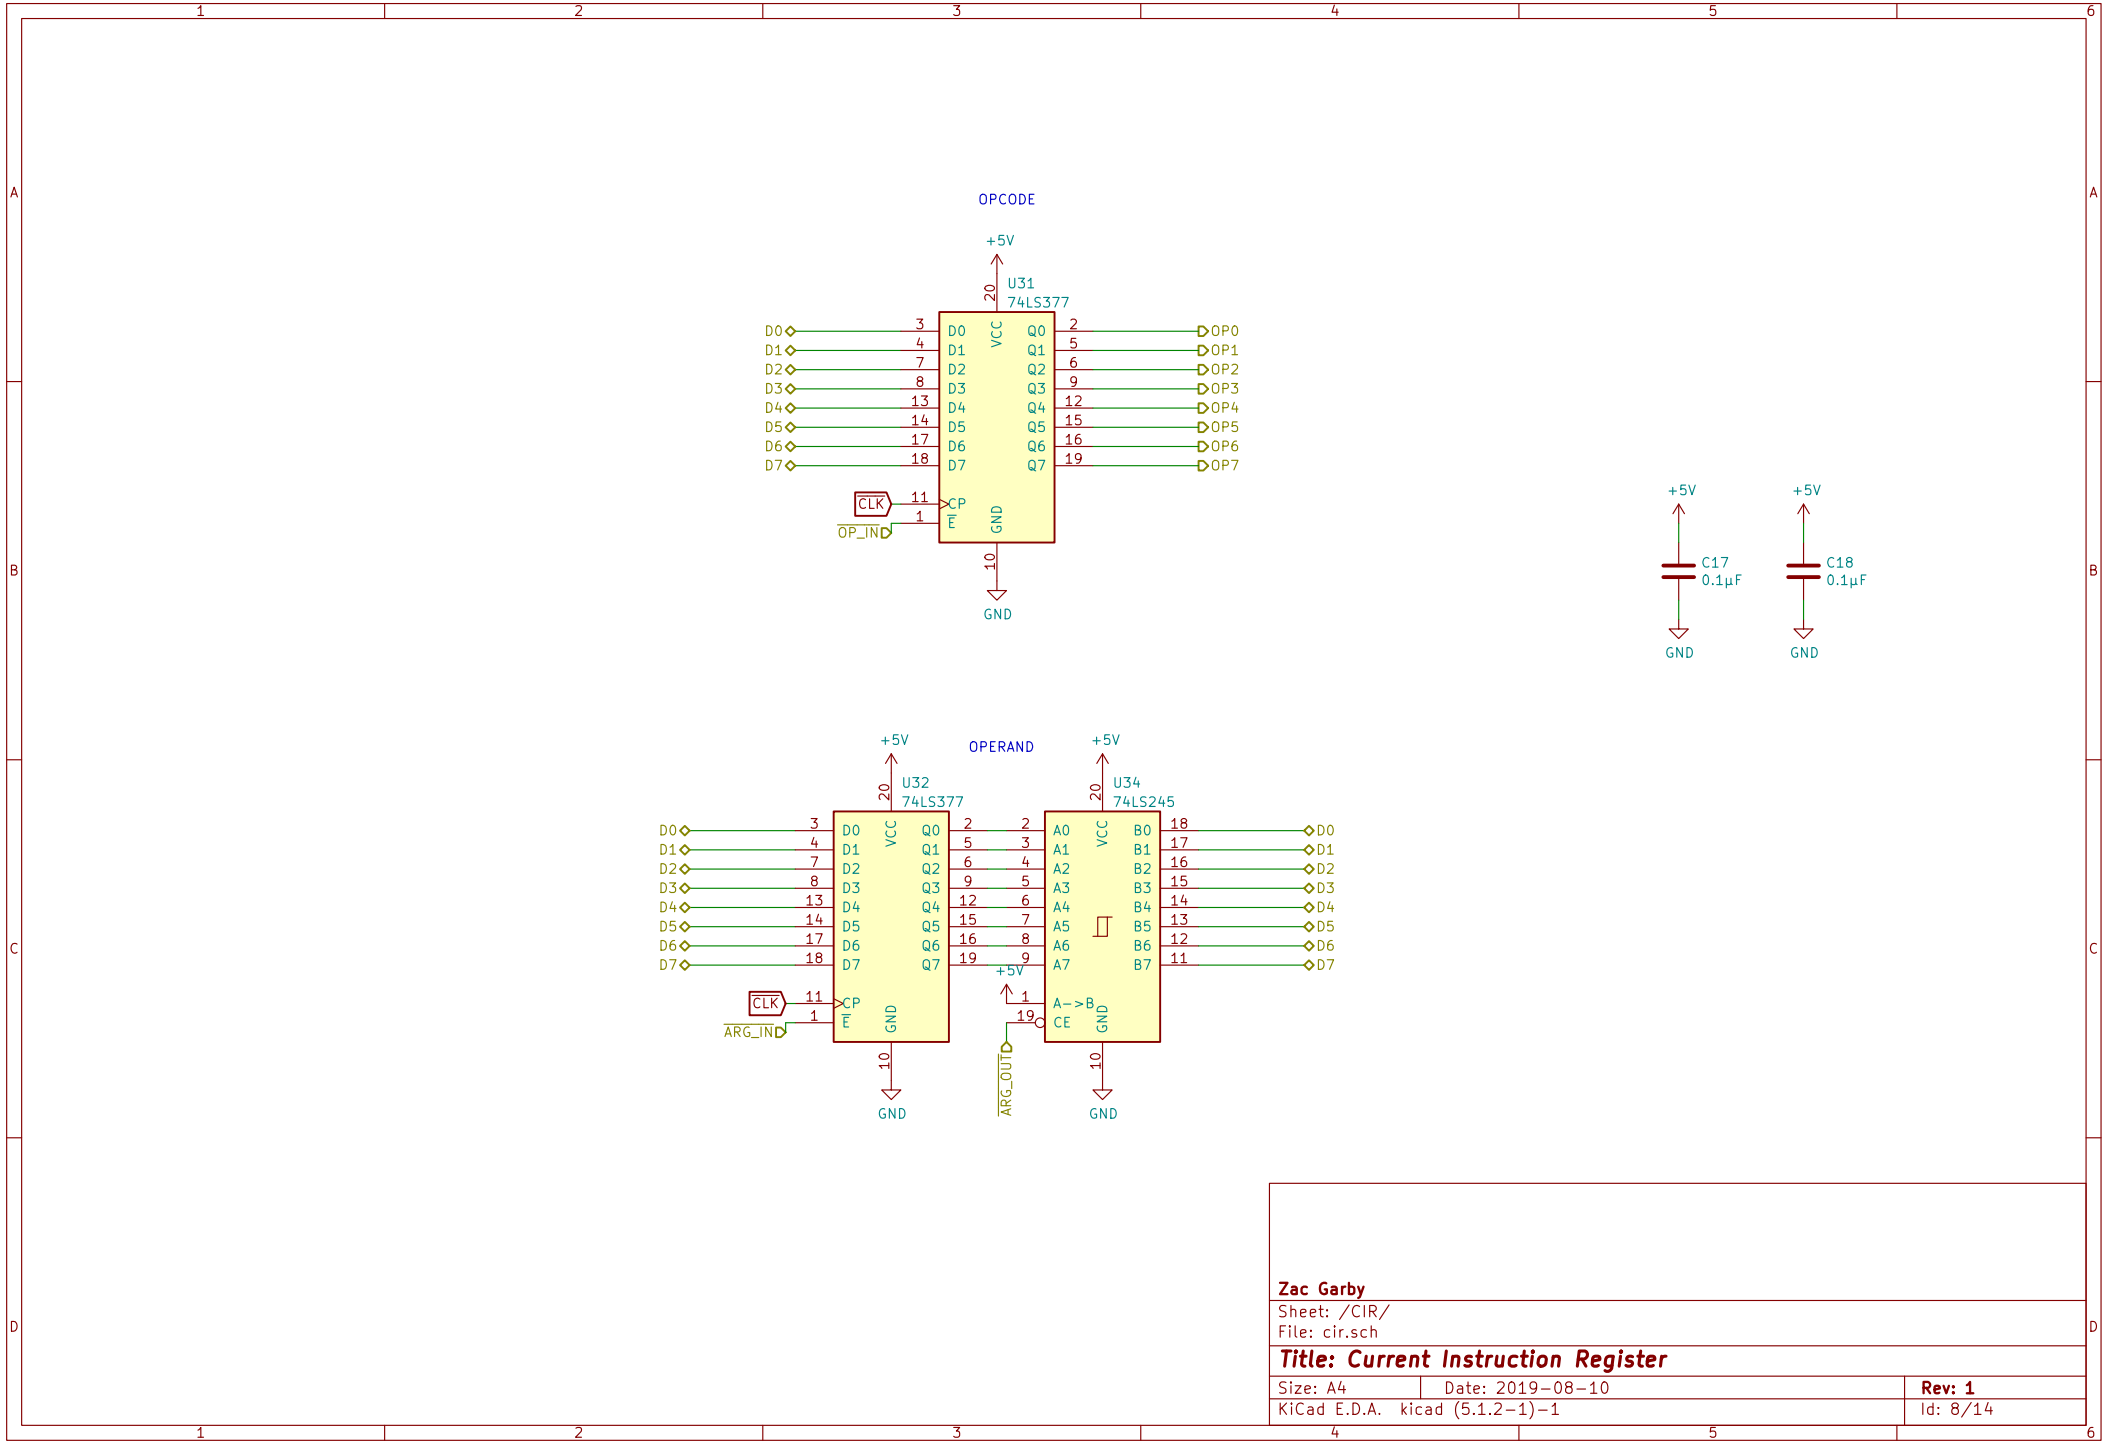 1 2 3 4 5 6
A A
OPCODE
+5V
U31
74LS377
20
VCC
D0 3 D0 Q0 2 OP0
D1 4 D1 Q1 5 OP1
D2 7 D2 Q2 6 OP2
D3 8 D3 Q3 9 OP3
D4 13 D4 Q4 12 OP4
D5 14 D5 Q5 15 OP5
D6 17 D6 Q6 16 OP6
D7 18 D7 Q7 19 OP7
CLK 11 CP
OP_IN 1 E
GND
10
GND
B B
+5V
C17
0.1µF
GND
+5V
C18
0.1µF
GND
OPERAND
+5V
U32
74LS377
20
VCC
+5V
U34
74LS245
20
VCC
D0 3 D0 Q0 2 2 A0 B0 18 D0
D1 4 D1 Q1 5 3 A1 B1 17 D1
D2 7 D2 Q2 6 4 A2 B2 16 D2
D3 8 D3 Q3 9 5 A3 B3 15 D3
D4 13 D4 Q4 12 6 A4 B4 14 D4
D5 14 D5 Q5 15 7 A5 B5 13 D5
D6 17 D6 Q6 16 8 A6 B6 12 D6
D7 18 D7 Q7 19 9 A7 B7 11 D7
+5V
CLK 11 CP 1 A->B
ARG_IN 1 E 19 CE
GND GND
10 10
ARG_OUT
GND GND
C C
D D
Zac Garby
Sheet: /CIR/
File: cir.sch
Title: Current Instruction Register
Size: A4 Date: 2019-08-10 Rev: 1
KiCad E.D.A. kicad (5.1.2-1)-1 Id: 8/14
1 2 3 4 5 6